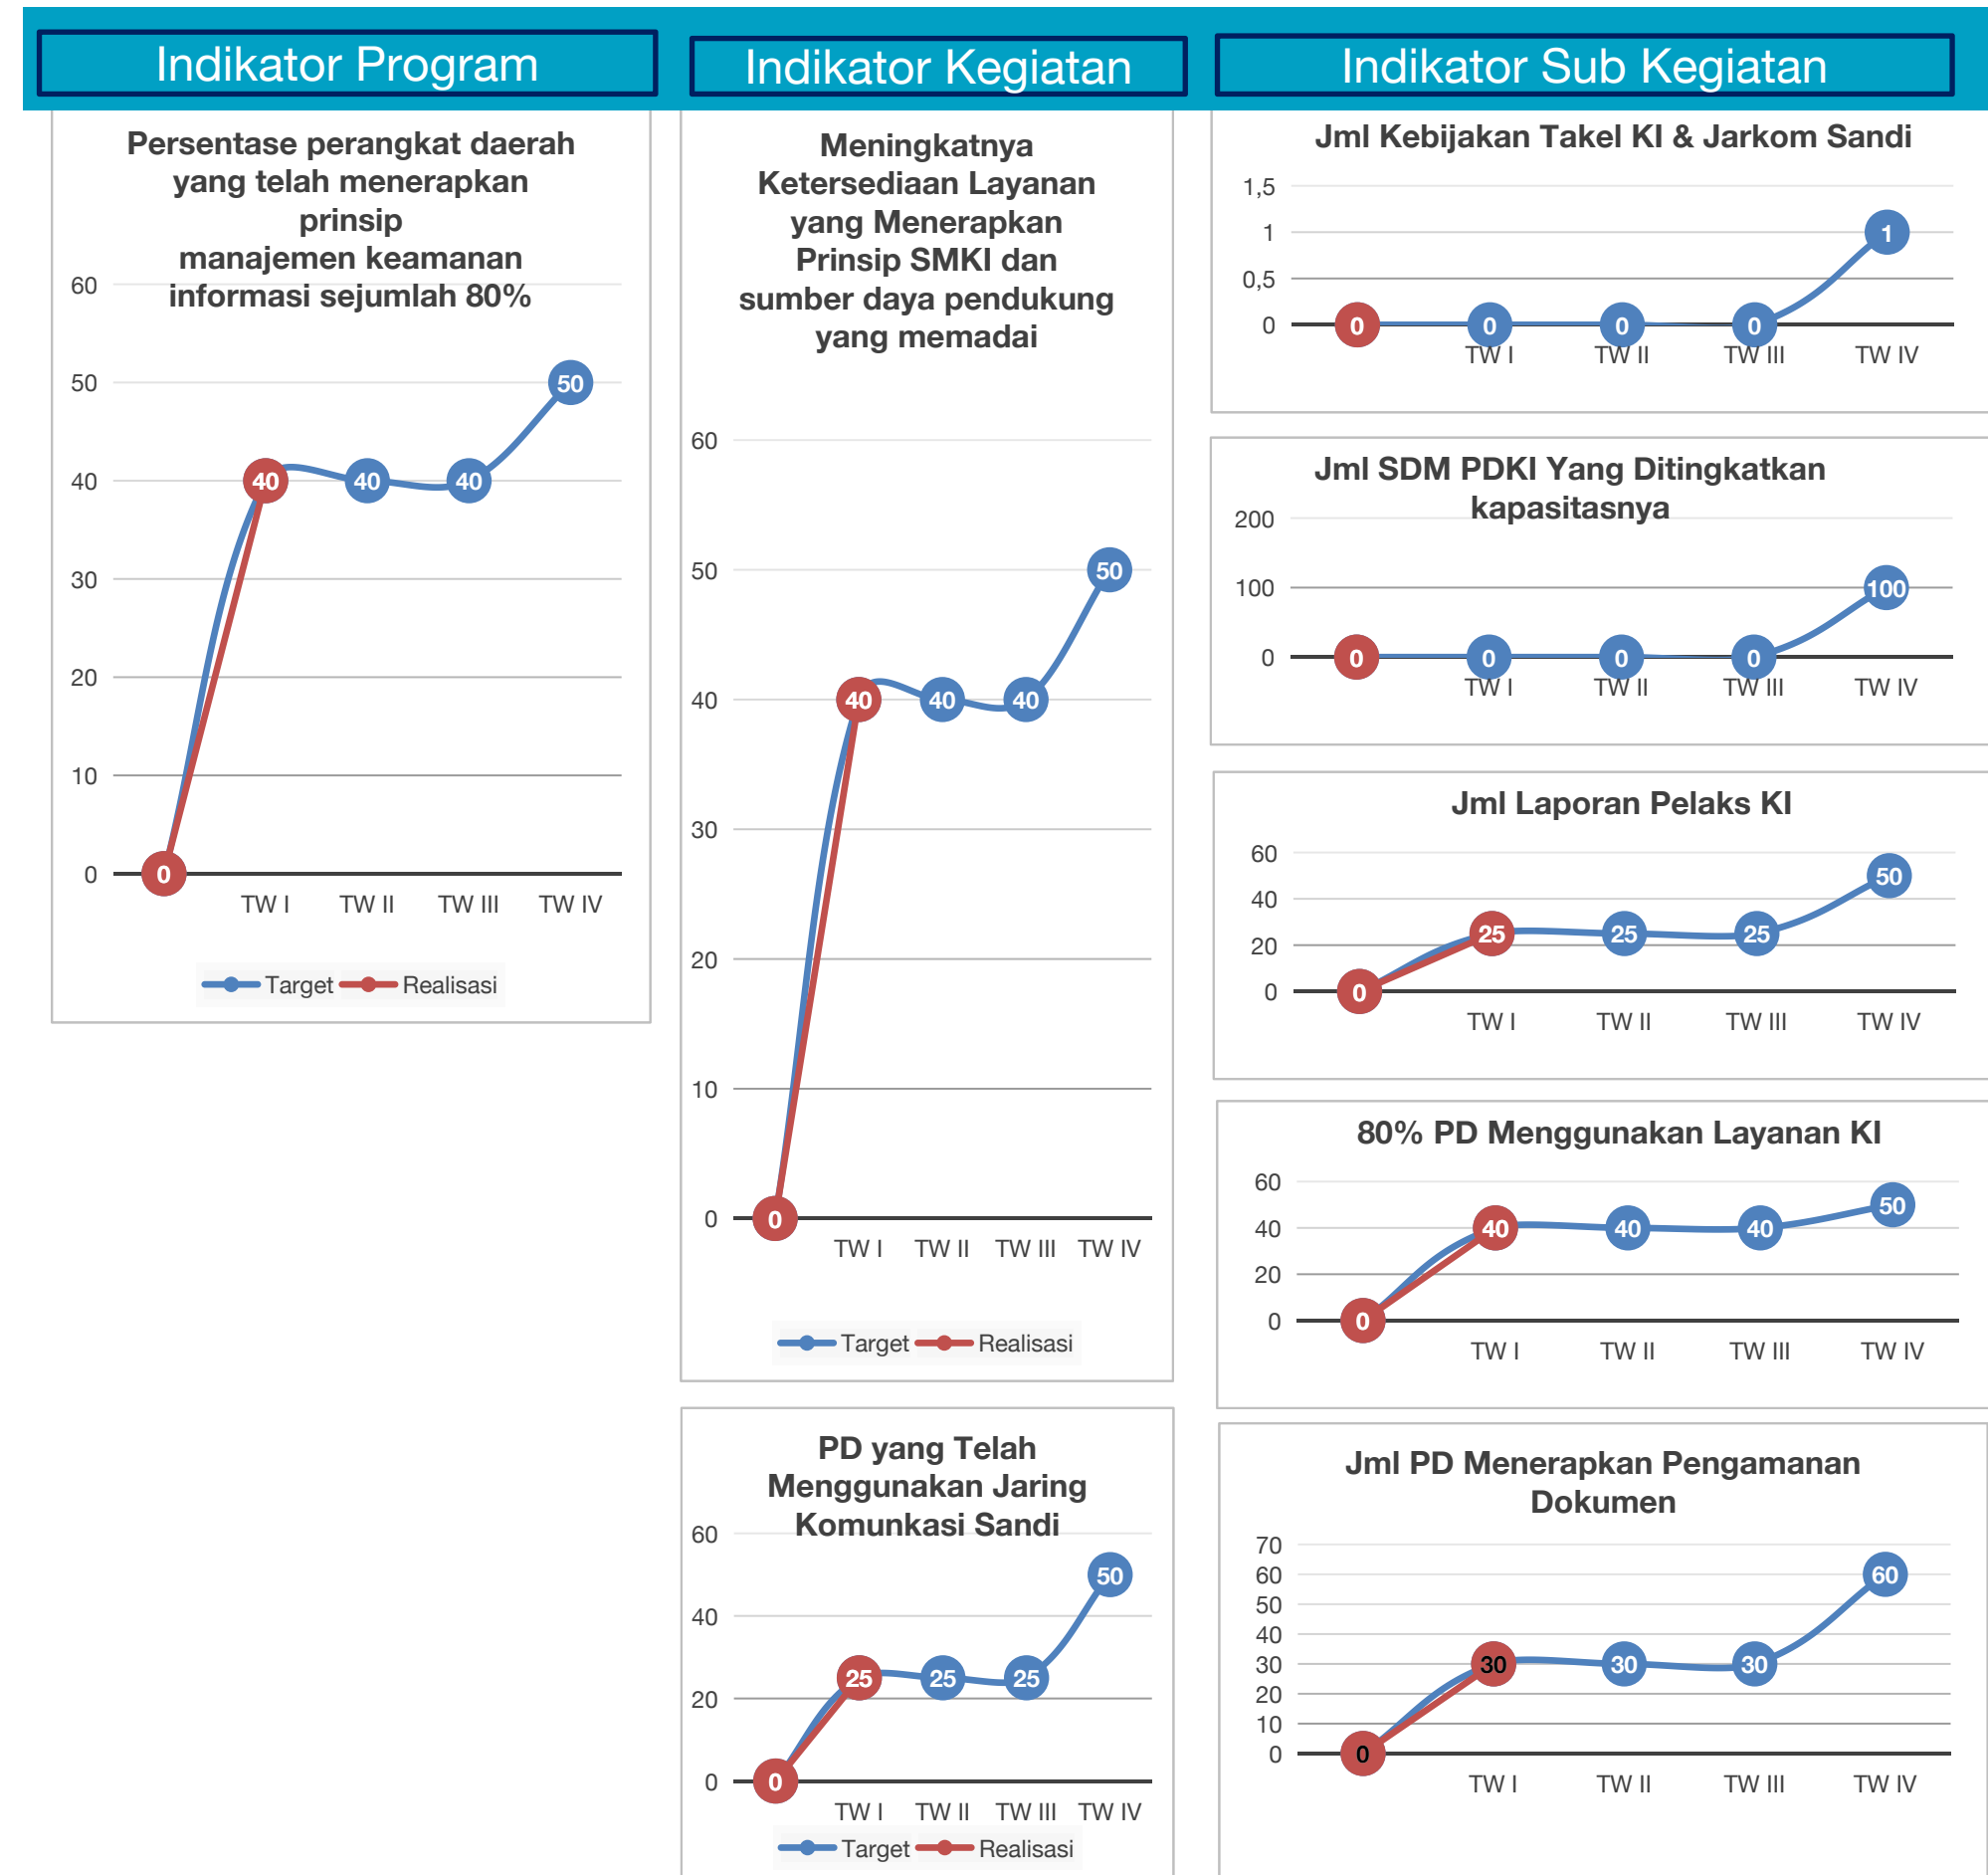 Indikator Program
Indikator Kegiatan
Indikator Sub Kegiatan
Persentase perangkat daerah
yang telah menerapkan
prinsip
manajemen keamanan
informasi sejumlah 80%
60
50
40
30
20
10
0
0
40
40
40
50
TW I
TW II
TW III
TW IV
Target
Realisasi
Meningkatnya
Ketersediaan Layanan
yang Menerapkan
Prinsip SMKI dan
sumber daya pendukung
yang memadai
60
50
40
30
20
10
0
0
40
40
40
50
TW I
TW II
TW III
TW IV
Target
Realisasi
PD yang Telah
Menggunakan Jaring
Komunkasi Sandi
60
40
20
0
0
25
25
25
50
TW I
TW II
TW III
TW IV
Target
Realisasi
Jml Kebijakan Takel KI & Jarkom Sandi
1,5
1
0,5
0
0
0
0
0
1
TW I
TW II
TW III
TW IV
Jml SDM PDKI Yang Ditingkatkan
kapasitasnya
200
100
0
0
0
0
0
100
TW I
TW II
TW III
TW IV
Jml Laporan Pelaks KI
60
40
20
0
0
25
25
25
50
TW I
TW II
TW III
TW IV
80% PD Menggunakan Layanan KI
60
40
20
0
0
40
40
40
50
TW I
TW II
TW III
TW IV
Jml PD Menerapkan Pengamanan
Dokumen
70
60
50
40
30
20
10
0
0
30
30
30
60
TW I
TW II
TW III
TW IV